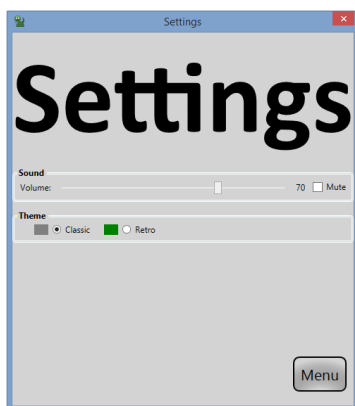 Settings
Settings
Sound
Volume: 70 Mute
Theme
Classic Retro
Menu